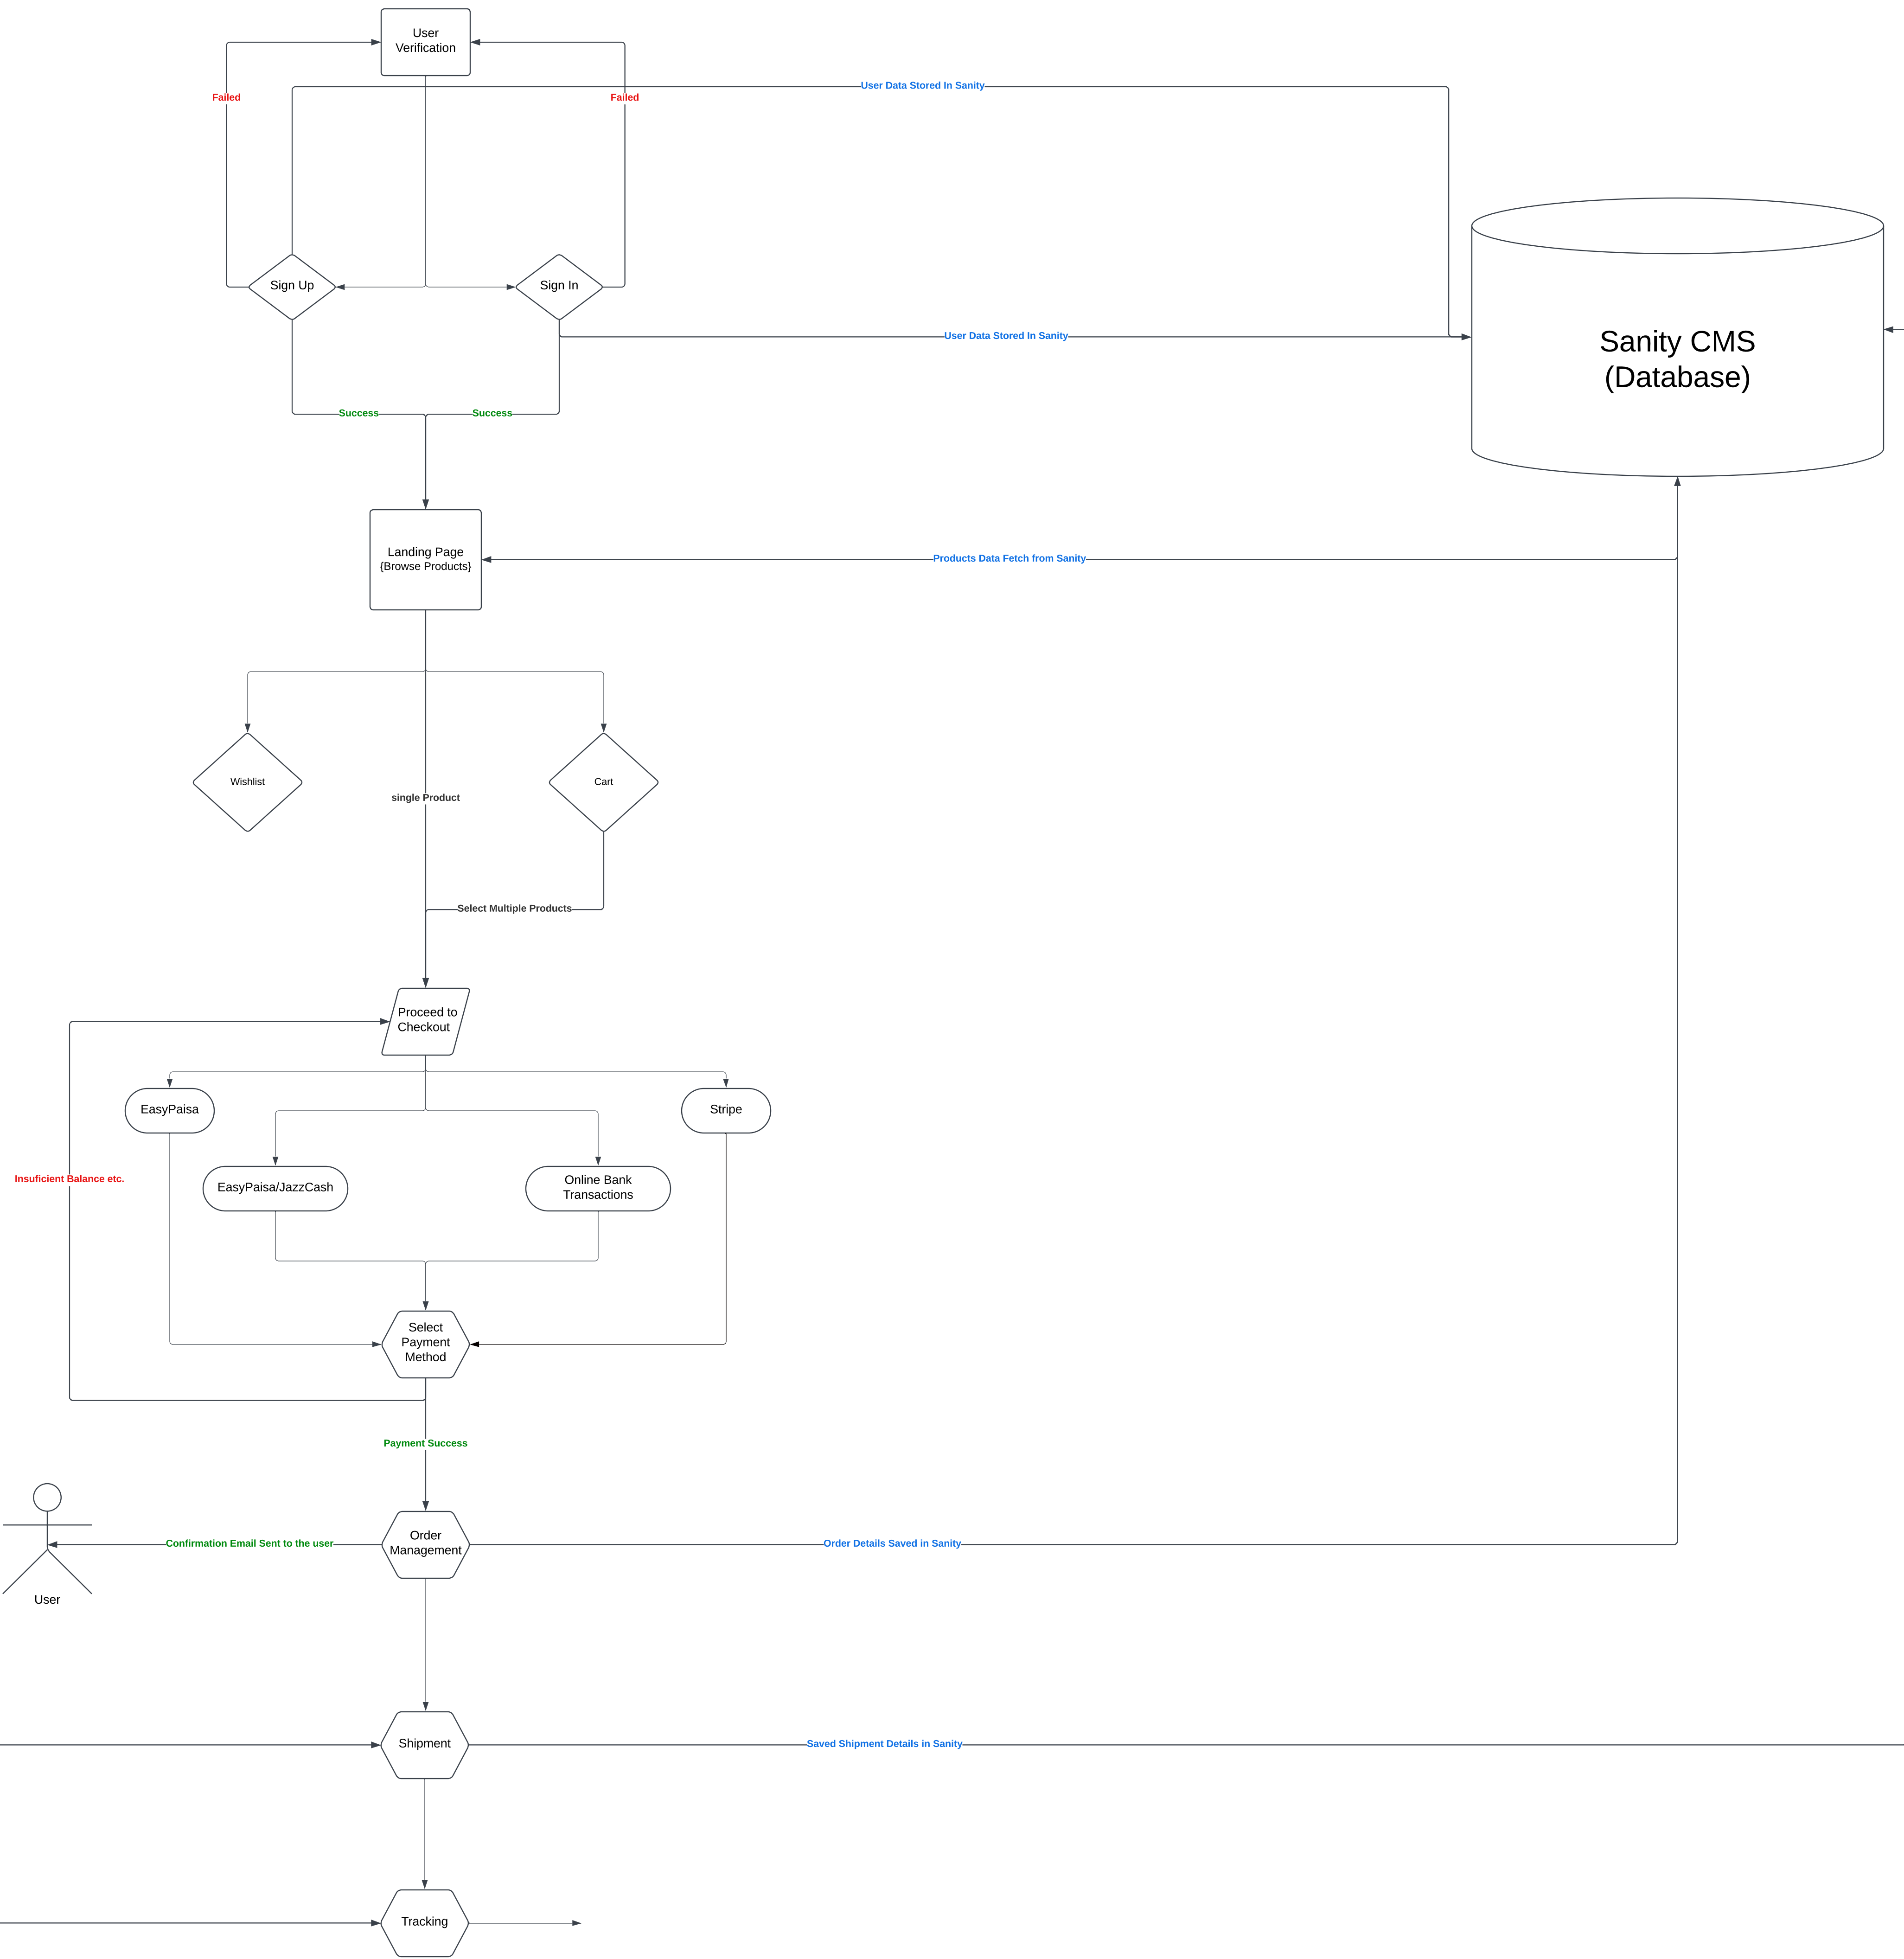 User
Verification
User Data Stored In Sanity
Failed
Failed
Sign Up
Sign In
User Data Stored In Sanity
Sanity CMS
(Database)
Success
Success
Landing Page
{Browse Products}
Products Data Fetch from Sanity
Wishlist
Cart
single Product
Select Multiple Products
Proceed to
Checkout
EasyPaisa
Stripe
Insuficient Balance etc.
EasyPaisa/JazzCash
Online Bank
Transactions
Select
Payment
Method
Payment Success
Order
Management
Confirmation Email Sent to the user
Order Details Saved in Sanity
User
Shipment
Saved Shipment Details in Sanity
Tracking